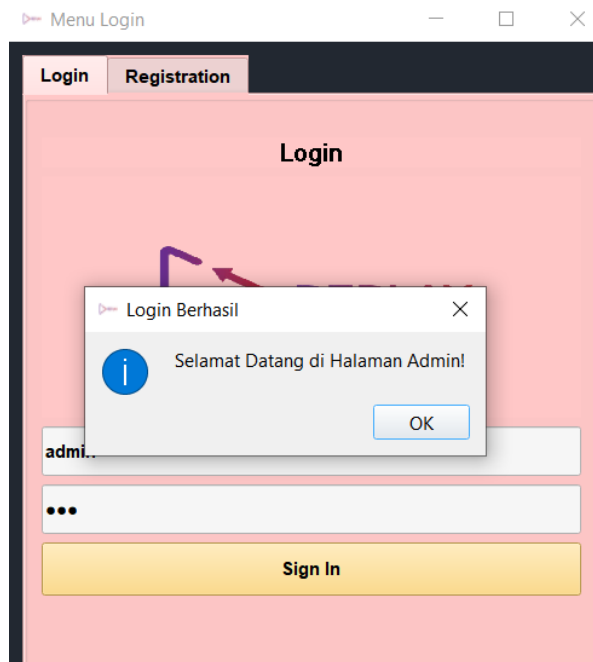 Menu Login
Login Registration
Login
Login Berhasil
Selamat Datang di Halaman Admin!
OK
•••
Sign In